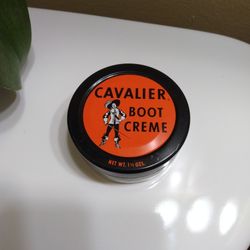 CAVALIER
BOOT
CREME
NET WT. 1½ OZS.